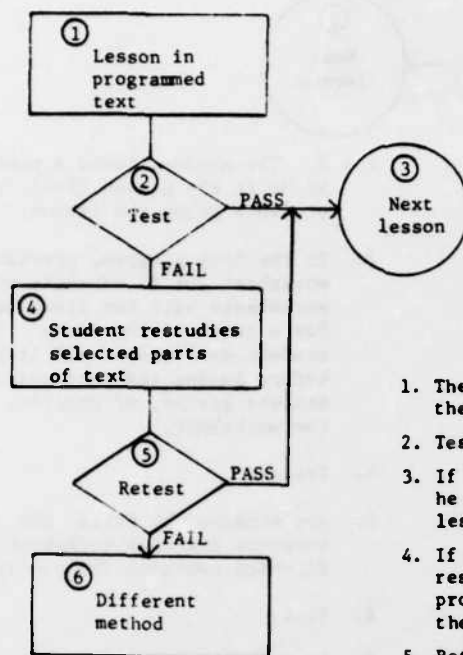 1
Lesson in
programmed
text
2
Test
PASS
3
Next
lesson
FAIL
4
Student restudies
selected parts
of text
5
Retest
PASS
FAIL
6
Different
method
1. The
the
2. Tes
3. If
he
les
4. If
res
pro
the
5